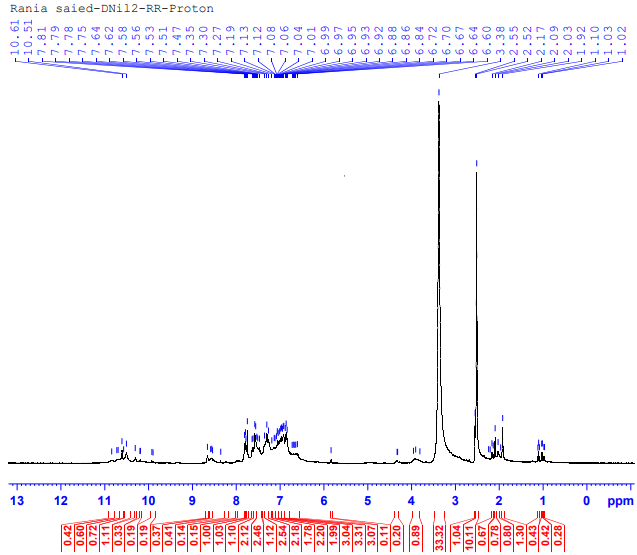 Rania saied-DNil2-RR-Proton
10.61 10.51 7.81 7.79 7.78 7.75 7.64 7.62 7.58 7.56 7.53 7.51 7.47 7.35 7.30 7.27 7.19 7.13 7.12 7.08 7.06 7.04 7.01 6.99 6.97 6.95 6.93 6.92 6.88 6.86 6.84 6.72 6.70 6.67 6.64 6.60 3.38 2.55 2.52 2.17 2.09 2.03 1.92 1.10 1.03 1.02
13 12 11 10 9 8 7 6 5 4 3 2 1 0 ppm
0.42 0.60 0.72 1.11 0.33 0.19 0.19 0.37 0.41 0.14 0.15 1.00 1.03 1.10 2.12 2.46 1.12 2.54 2.18 1.78 2.20 1.99 3.04 3.31 3.07 0.11 0.20 0.89 33.32 1.04 10.11 0.67 0.78 0.80 1.30 0.43 0.42 0.28